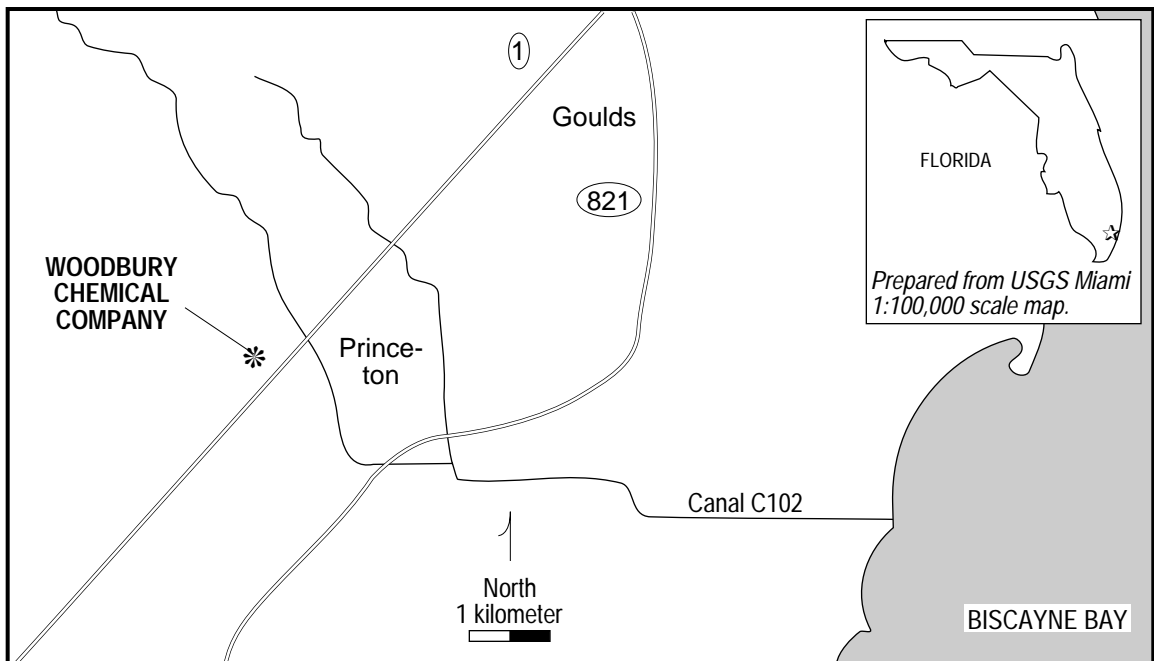 1
Goulds
821
FLORIDA
Prepared from USGS Miami
1:100,000 scale map.
WOODBURY
CHEMICAL
COMPANY
Prince-
ton
Canal C102
North
1 kilometer
BISCAYNE BAY